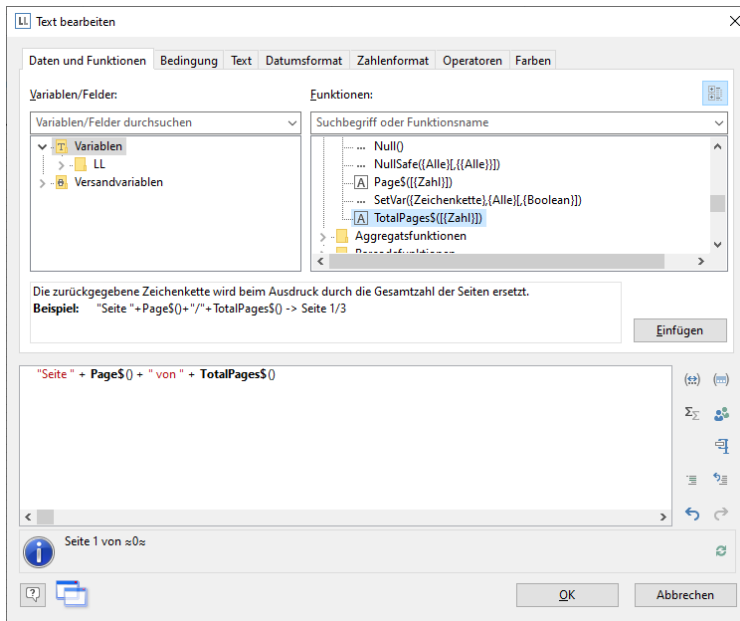 LL Text bearbeiten
Daten und Funktionen Bedingung Text Datumsformat Zahlenformat Operatoren Farben
Variablen/Felder:
Funktionen:
Variablen/Felder durchsuchen
Suchbegriff oder Funktionsname
T Variablen
LL
Versandvariablen
... Null()
... NullSafe({Alle}[,{{Alle}}])
A Page$([{Zahl}])
... SetVar({Zeichenkette},{Alle}[,{Boolean}])
A TotalPages$([{Zahl}])
Aggregatsfunktionen
Die zurückgegebene Zeichenkette wird beim Ausdruck durch die Gesamtzahl der Seiten ersetzt.
Beispiel: "Seite "+Page$()+"/"+TotalPages$() -> Seite 1/3
Einfügen
"Seite " + Page$() + " von " + TotalPages$()
Seite 1 von ≈0≈
OK
Abbrechen